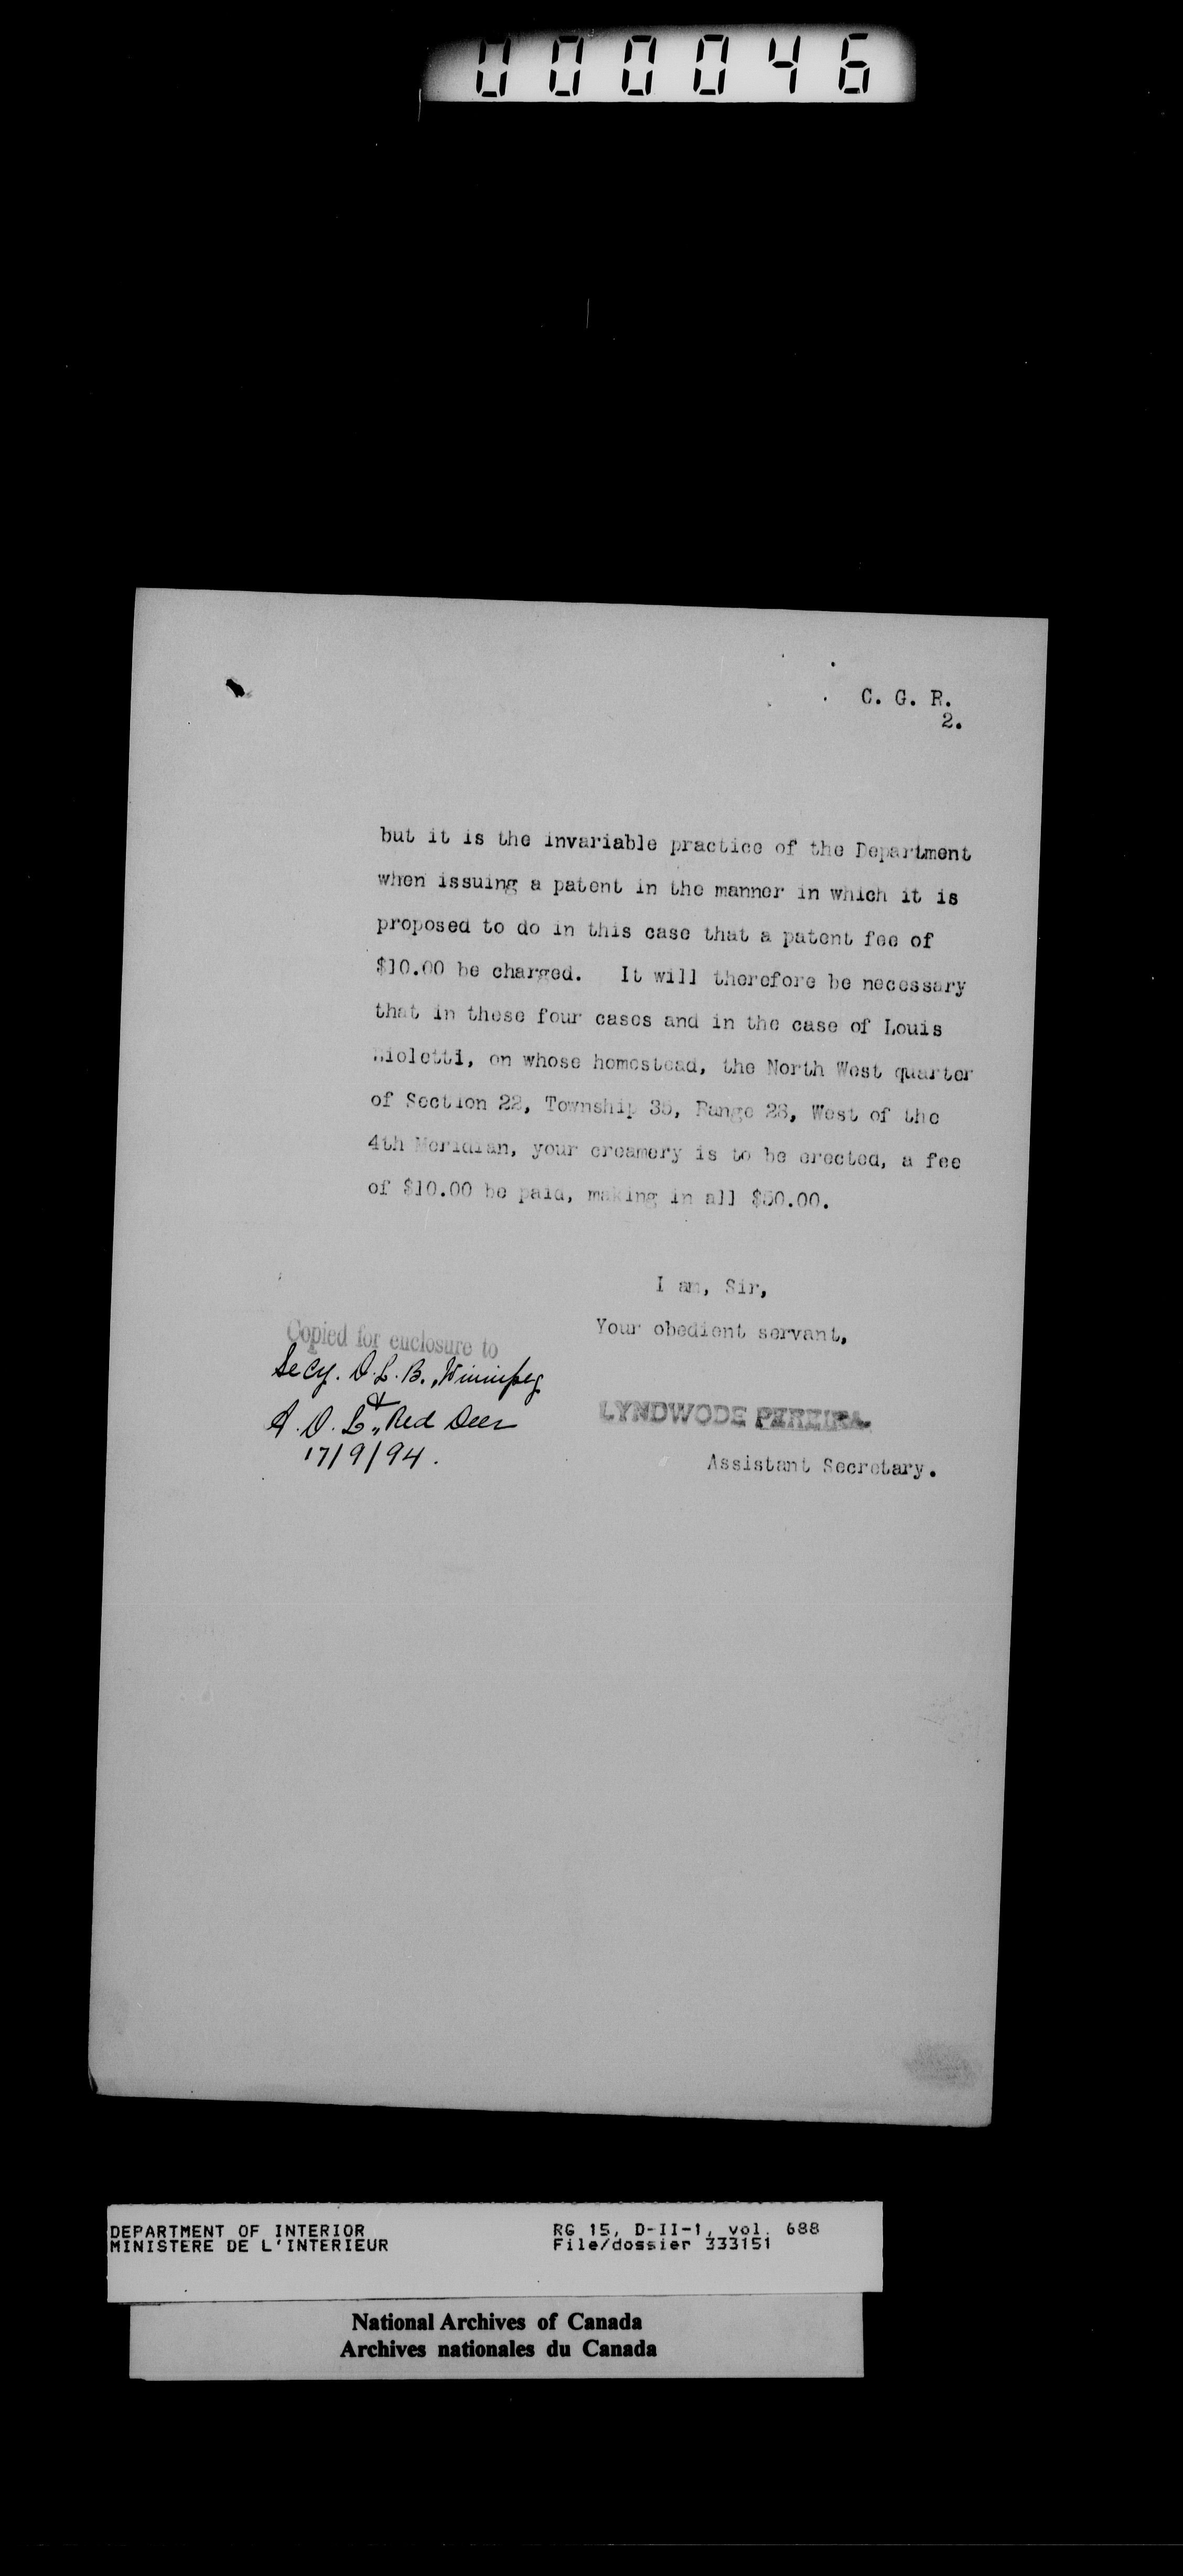 000046
C. G. R.
2.
but it is the invariable practice of the Department
when issuing a patent in the manner in which it is
proposed to do in this case that a patent fee of
$10.00 be charged. It will therefore be necessary
that in these four cases and in the case of Louis
on whose homestead, the North West quarter
of Section 22, Township 35, Range 28, West of the
4th Meridian, your creamery is to be erected, a fee
of $10.00 be paid, making in all $50.00.
I am, Sir,
Your obedient servant,
LYNDWODE PEREIRA.
Assistant Secretary.
Copied for enclosure to
Secy. D.L.B., Winnipeg
&
A. D. L., Red Deer
17/9/94.
DEPARTMENT OF INTERIOR
MINISTERE DE L'INTERIEUR
RG 15, D-II-1, vol. 688
File/dossier 333151
National Archives of Canada
Archives nationales du Canada